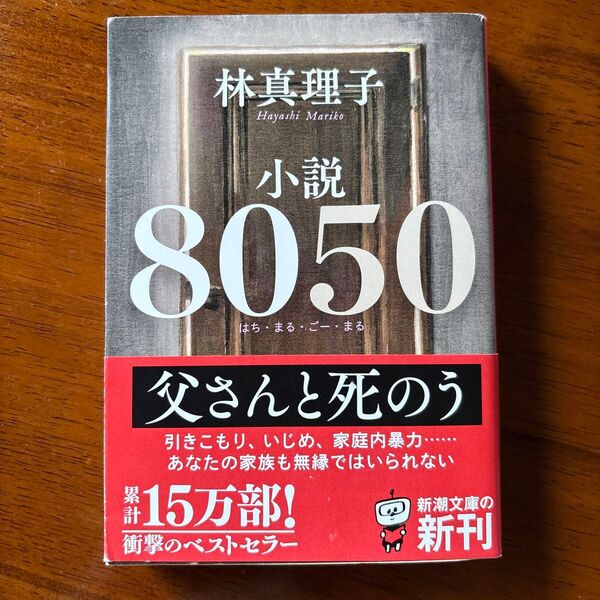 林真理子
Hayashi Mariko
小説
8050
はち・まる・ごー・まる
父さんと死のう
引きこもり、いじめ、家庭内暴力……
あなたの家族も無縁ではいられない
累計
15万部!
衝撃のベストセラー
新潮文庫の
新刊